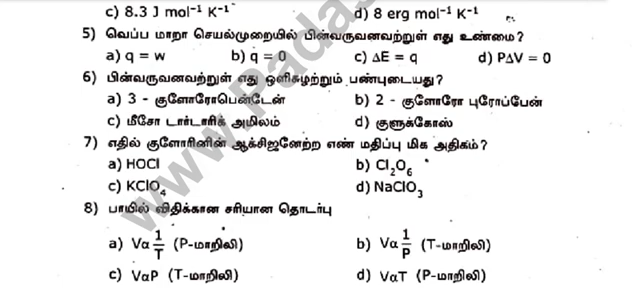 c) 8.3 J mol⁻¹ K⁻¹ d) 8 erg mol⁻¹ K⁻¹
5) வெப்ப மாறா செயல்முறையில் பின்வருவனவற்றுள் எது உண்மை?
a) q = w b) q = 0 c) ΔE = q d) PΔV = 0
6) பின்வருவனவற்றுள் எது ஒளிசுழற்றும் பண்புடையது?
a) 3 - குளோரோபென்டேன் b) 2 - குளோரோ புரோப்பேன்
c) மீசோ டார்டாரிக் அமிலம் d) குளுக்கோஸ்
7) எதில் குளோரினின் ஆக்சிஜனேற்ற எண் மதிப்பு மிக அதிகம்?
a) HOCl b) Cl₂O₆
c) KClO₄ d) NaClO₃
8) பாயில் விதிக்கான சரியான தொடர்பு
a) Vα 1/T (P-மாறிலி) b) Vα 1/P (T-மாறிலி)
c) VαP (T-மாறிலி) d) VαT (P-மாறிலி)